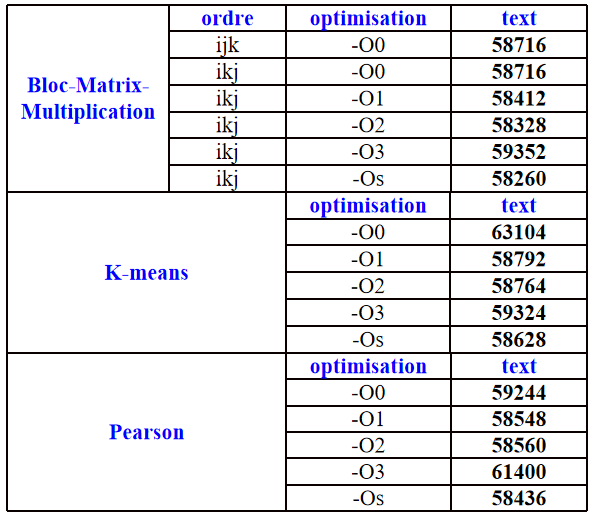 ordre optimisation text
ijk -O0 58716
ikj -O0 58716
Bloc-Matrix-
Multiplication
ikj -O1 58412
ikj -O2 58328
ikj -O3 59352
ikj -Os 58260
optimisation text
-O0 63104
-O1 58792
K-means
-O2 58764
-O3 59324
-Os 58628
optimisation text
-O0 59244
-O1 58548
Pearson
-O2 58560
-O3 61400
-Os 58436